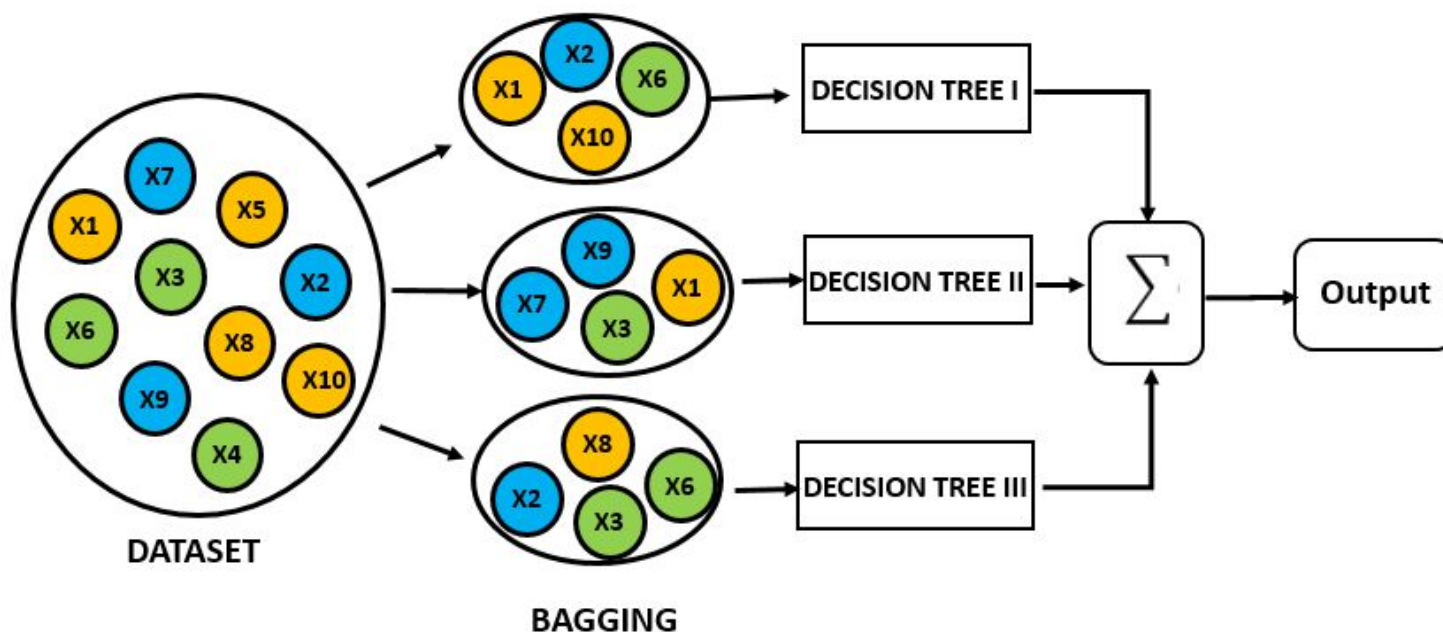 X7
X1
X5
X3
X2
X6
X8
X10
X9
X4
DATASET
X2
X1
X6
X10
X9
X7
X1
X3
X8
X2
X6
X3
BAGGING
DECISION TREE I
DECISION TREE II
DECISION TREE III
∑
Output